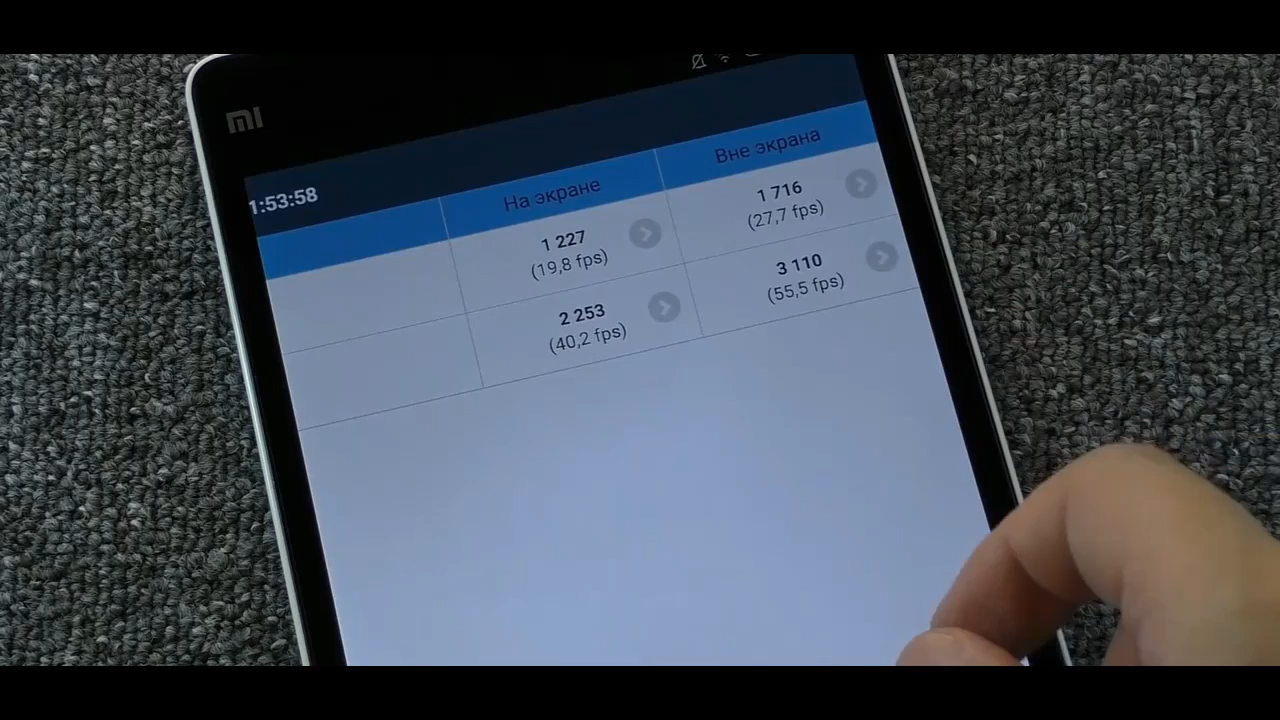 mi
1:53:58
На экране
Вне экрана
1 227
(19,8 fps)
1 716
(27,7 fps)
2 253
(40,2 fps)
3 110
(55,5 fps)